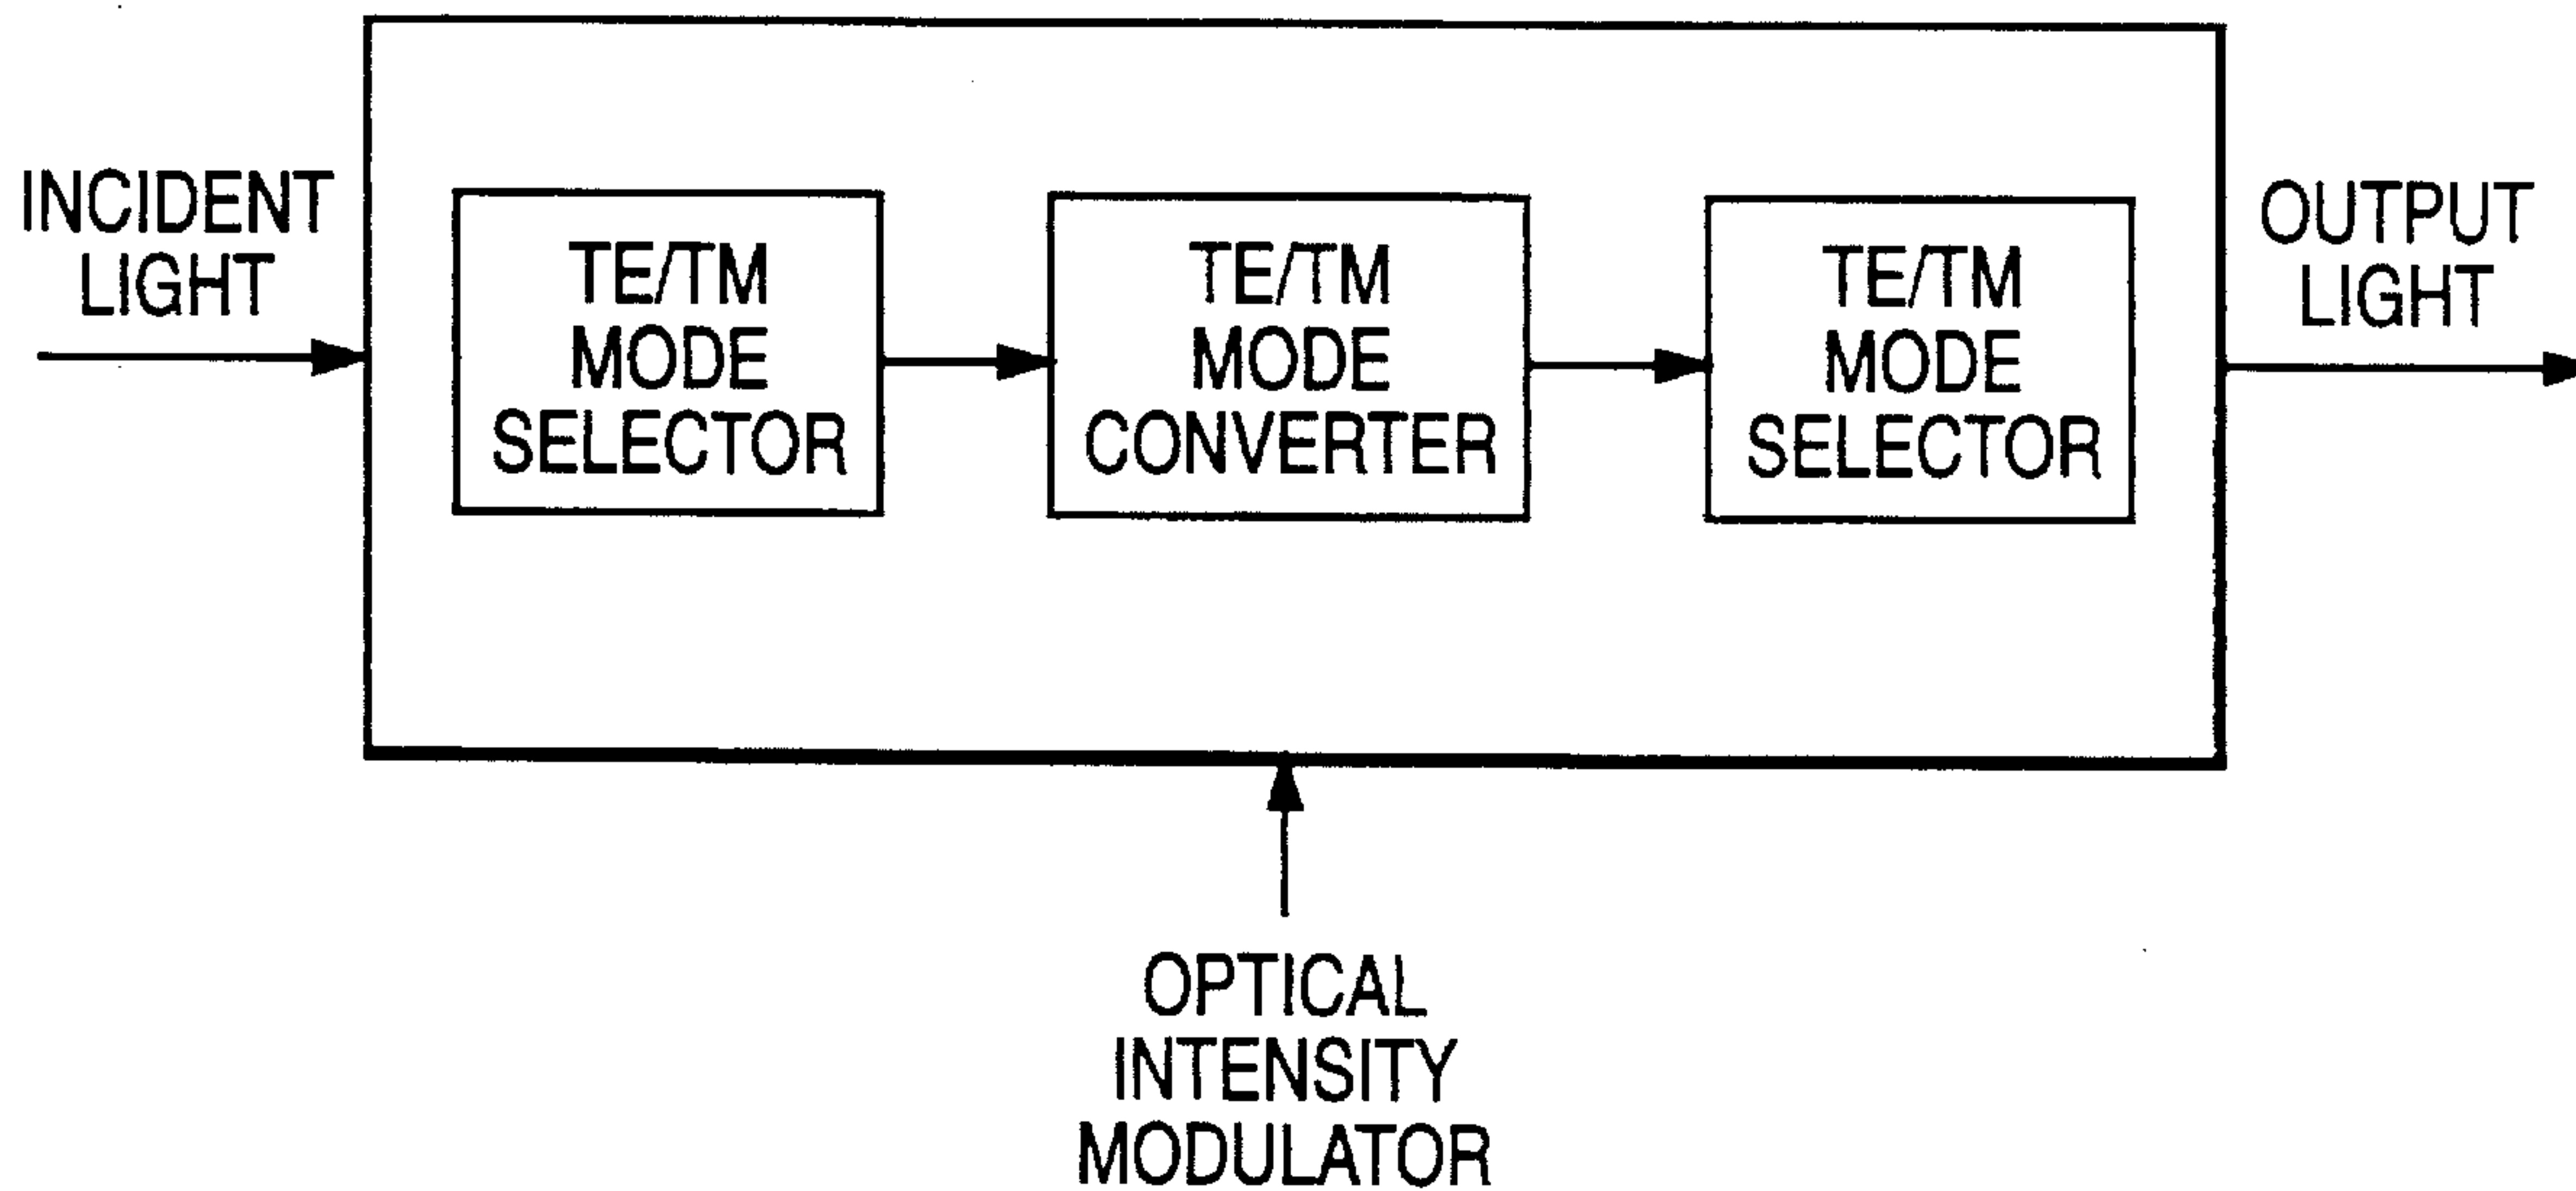 INCIDENT
LIGHT
TE/TM
MODE
SELECTOR
TE/TM
MODE
CONVERTER
TE/TM
MODE
SELECTOR
OUTPUT
LIGHT
OPTICAL
INTENSITY
MODULATOR